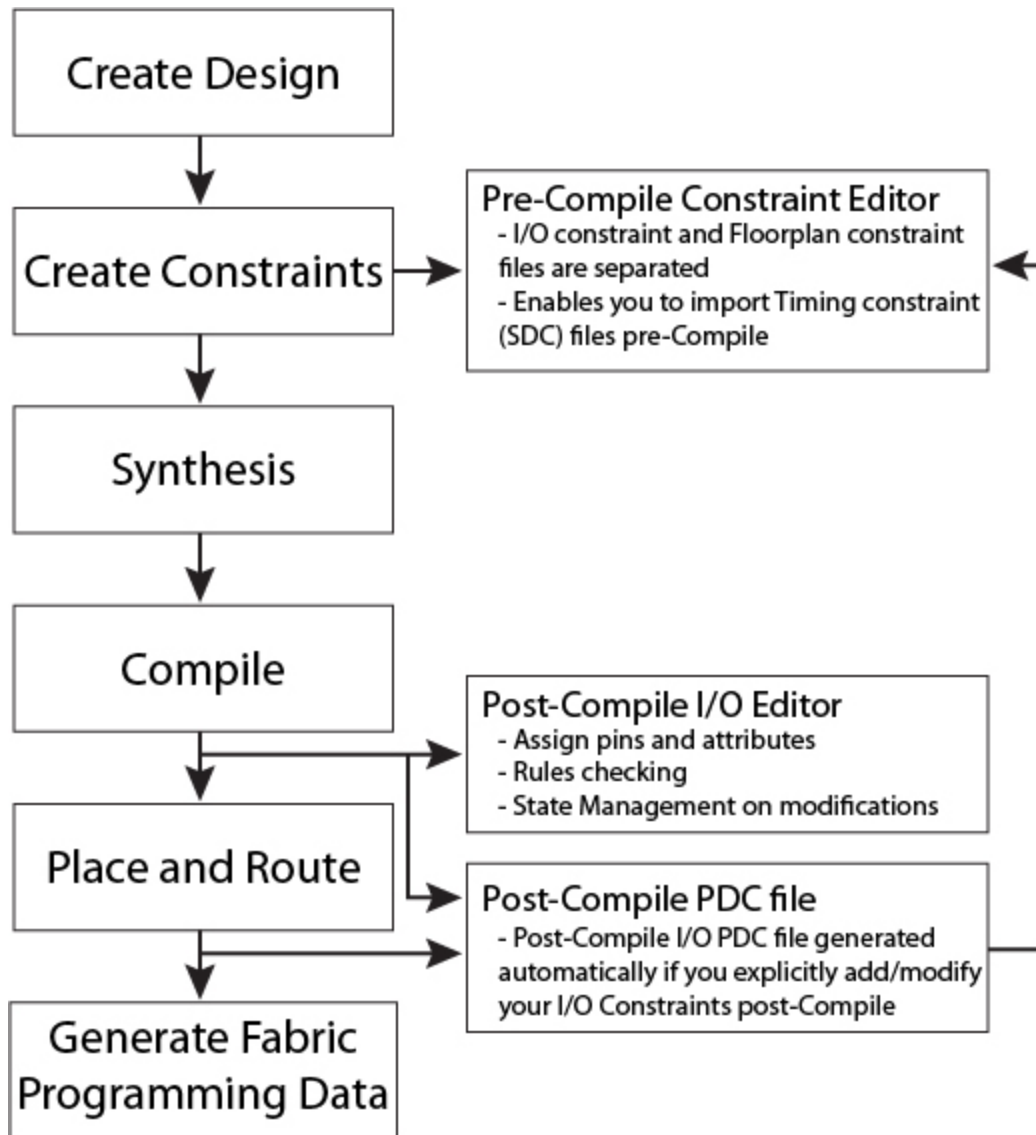 Create Design
Create Constraints
Pre-Compile Constraint Editor
- I/O constraint and Floorplan constraint
files are separated
- Enables you to import Timing constraint
(SDC) files pre-Compile
Synthesis
Compile
Post-Compile I/O Editor
- Assign pins and attributes
- Rules checking
- State Management on modifications
Place and Route
Post-Compile PDC file
- Post-Compile I/O PDC file generated
automatically if you explicitly add/modify
your I/O Constraints post-Compile
Generate Fabric
Programming Data